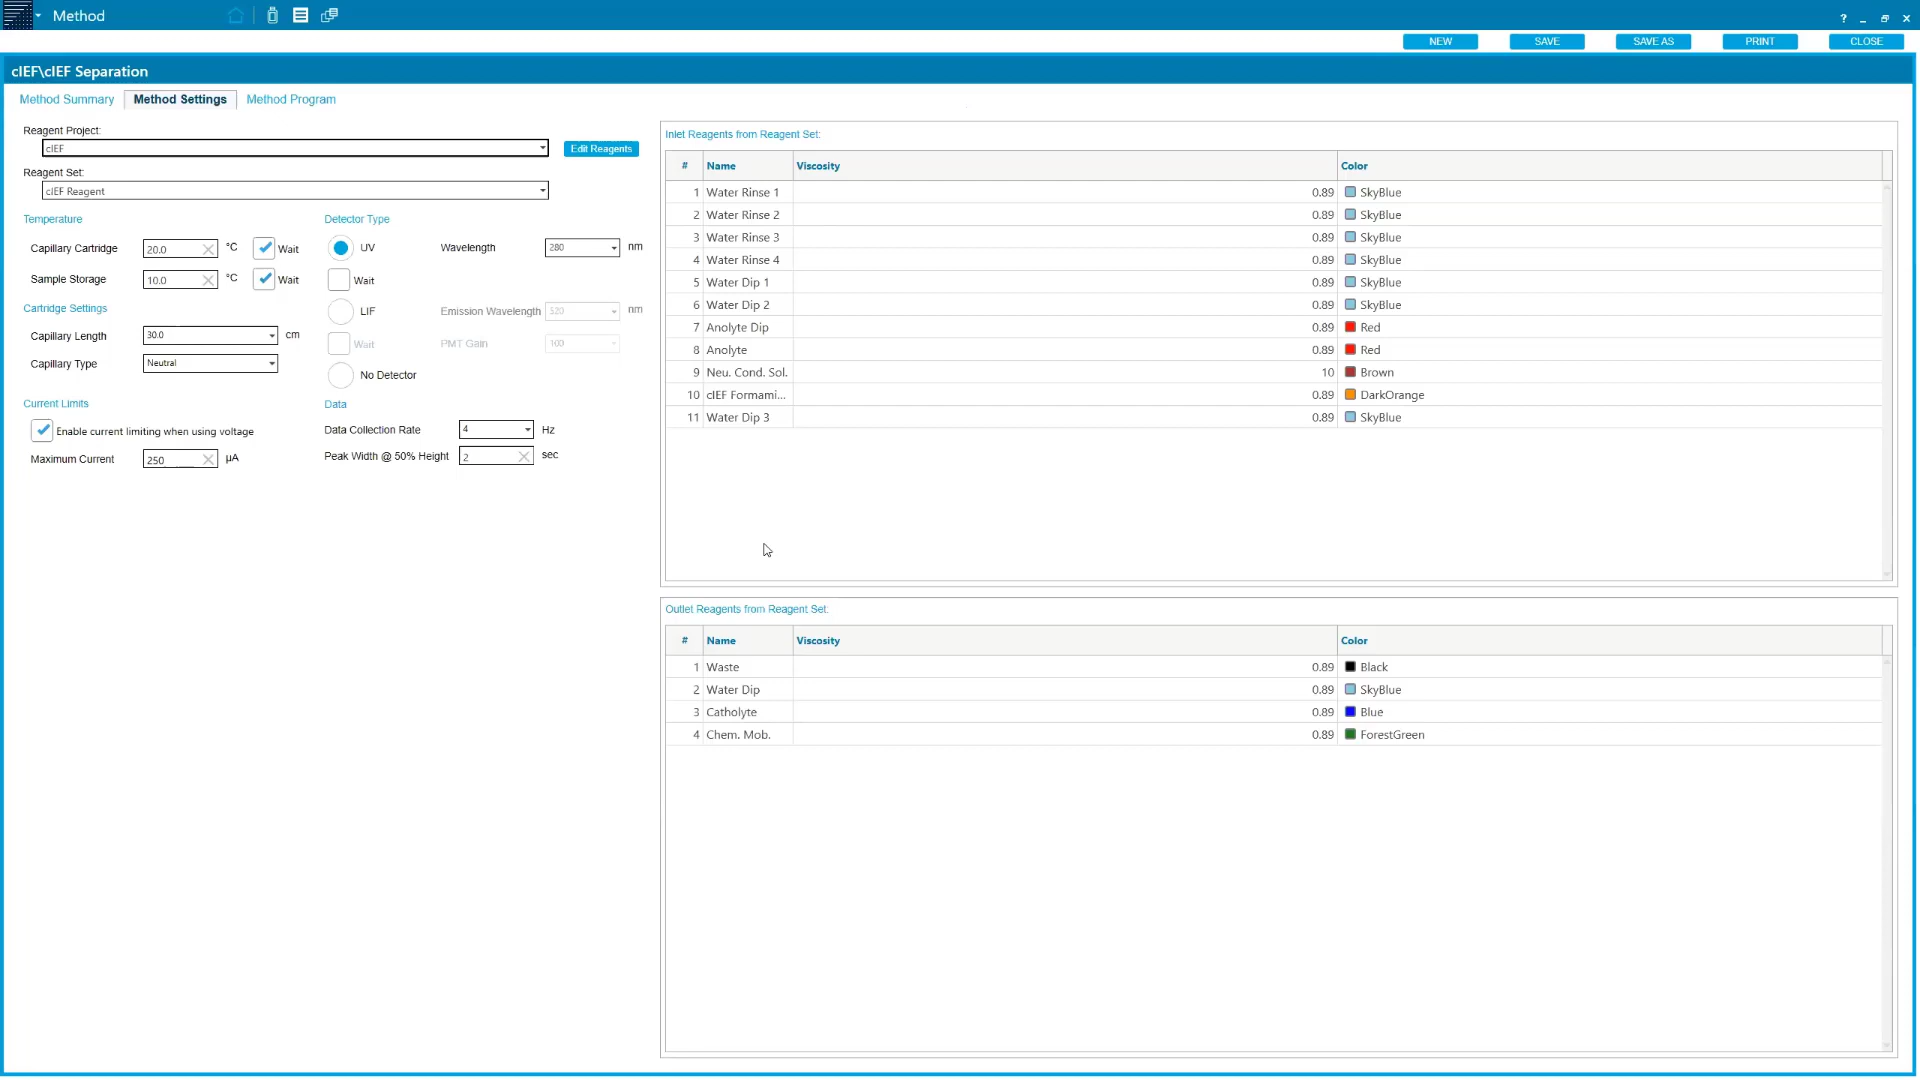 Method
?
NEW SAVE SAVE AS PRINT CLOSE
cIEF\cIEF Separation
Method Summary Method Settings Method Program
Reagent Project:
cIEF Edit Reagents
Reagent Set:
cIEF Reagent
Temperature
Capillary Cartridge 20.0 °C Wait
Sample Storage 10.0 °C Wait
Cartridge Settings
Capillary Length 30.0 cm
Capillary Type Neutral
Current Limits
Enable current limiting when using voltage
Maximum Current 250 µA
Detector Type
UV Wavelength 280 nm
Wait
LIF Emission Wavelength 520 nm
Wait PMT Gain 100
No Detector
Data
Data Collection Rate 4 Hz
Peak Width @ 50% Height 2 sec
Inlet Reagents from Reagent Set:
# Name Viscosity Color
1 Water Rinse 1 0.89 SkyBlue
2 Water Rinse 2 0.89 SkyBlue
3 Water Rinse 3 0.89 SkyBlue
4 Water Rinse 4 0.89 SkyBlue
5 Water Dip 1 0.89 SkyBlue
6 Water Dip 2 0.89 SkyBlue
7 Anolyte Dip 0.89 Red
8 Anolyte 0.89 Red
9 Neu. Cond. Sol. 10 Brown
10 cIEF Formami... 0.89 DarkOrange
11 Water Dip 3 0.89 SkyBlue
Outlet Reagents from Reagent Set:
# Name Viscosity Color
1 Waste 0.89 Black
2 Water Dip 0.89 SkyBlue
3 Catholyte 0.89 Blue
4 Chem. Mob. 0.89 ForestGreen